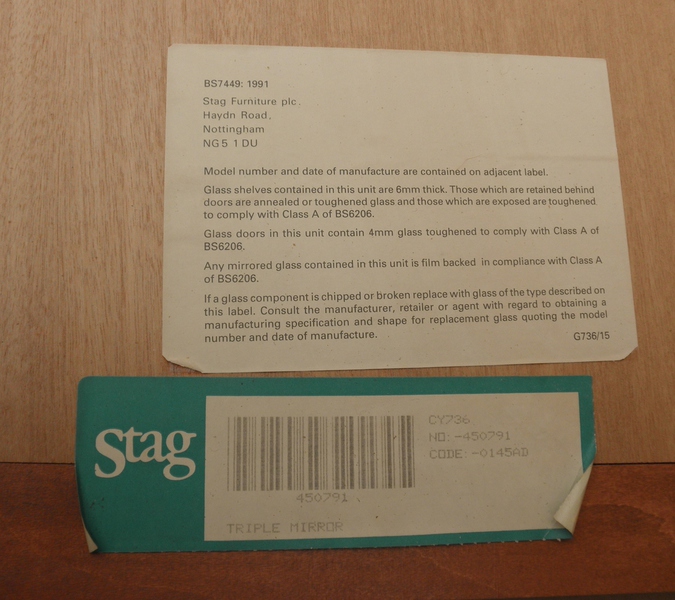 BS7449: 1991
Stag Furniture plc.
Haydn Road,
Nottingham
NG5 1DU
Model number and date of manufacture are contained on adjacent label.
Glass shelves contained in this unit are 6mm thick. Those which are retained behind
doors are annealed or toughened glass and those which are exposed are toughened
to comply with Class A of BS6206.
Glass doors in this unit contain 4mm glass toughened to comply with Class A of
BS6206.
Any mirrored glass contained in this unit is film backed in compliance with Class A
of BS6206.
If a glass component is chipped or broken replace with glass of the type described on
this label. Consult the manufacturer, retailer or agent with regard to obtaining a
manufacturing specification and shape for replacement glass quoting the model
number and date of manufacture.
G736/15
Stag
CY736
NO:-450791
CODE:-0145AD
450791
TRIPLE MIRROR